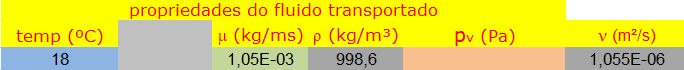 propriedades do fluido transportado
temp (ºC) μ (kg/ms) ρ (kg/m³) pᵥ (Pa) ν (m²/s)
18 1,05E-03 998,6 1,055E-06